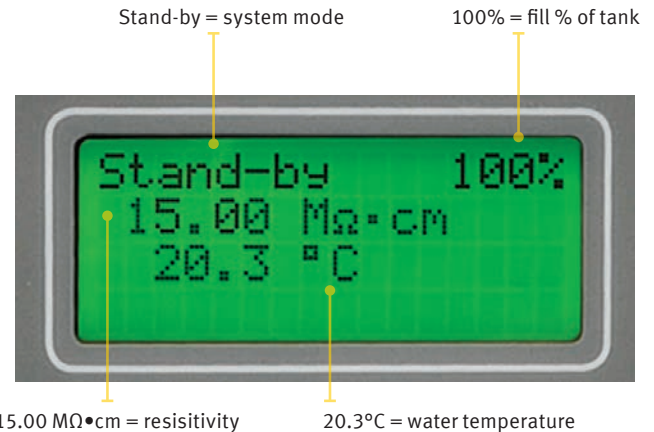 Stand-by = system mode
100% = fill % of tank
Stand-by 100%
15.00 MΩ•cm
20.3 °C
15.00 MΩ•cm = resisitivity
20.3°C = water temperature